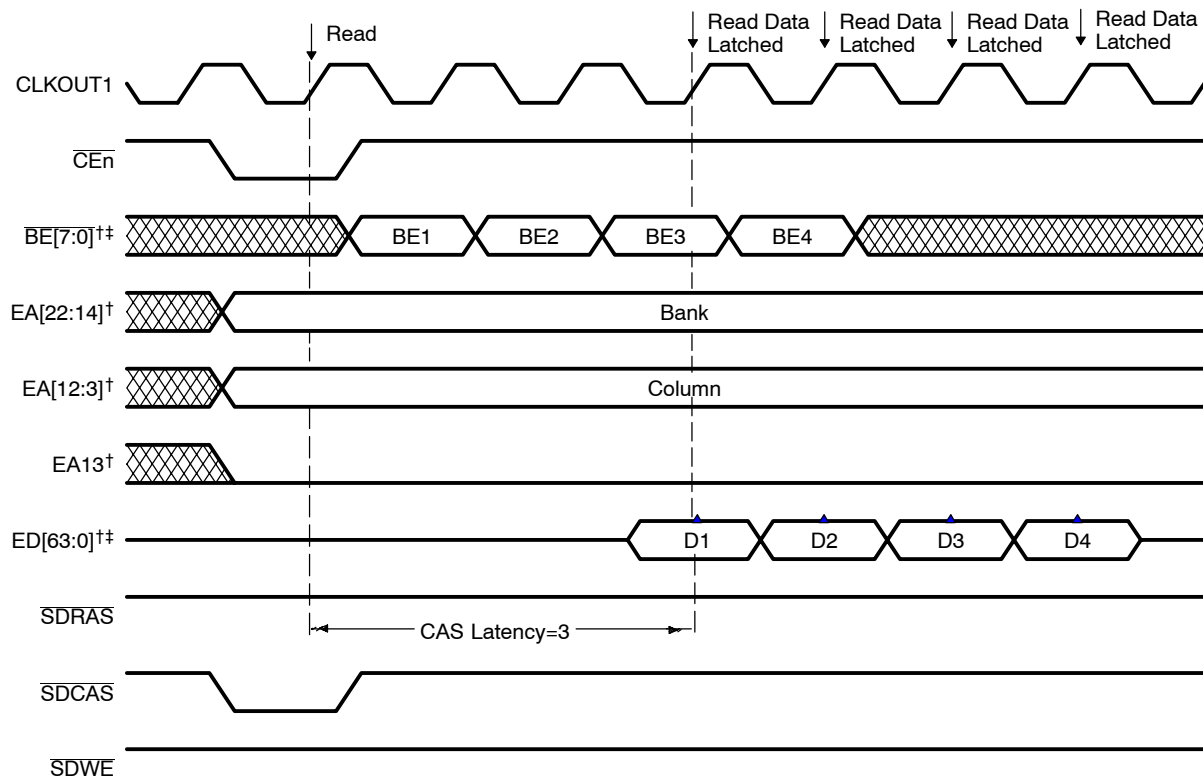 Read
Read Data
Latched
Read Data
Latched
Read Data
Latched
Read Data
Latched
CLKOUT1
CEn
BE[7:0]†‡
BE1
BE2
BE3
BE4
EA[22:14]†
Bank
EA[12:3]†
Column
EA13†
ED[63:0]†‡
D1
D2
D3
D4
SDRAS
CAS Latency=3
SDCAS
SDWE